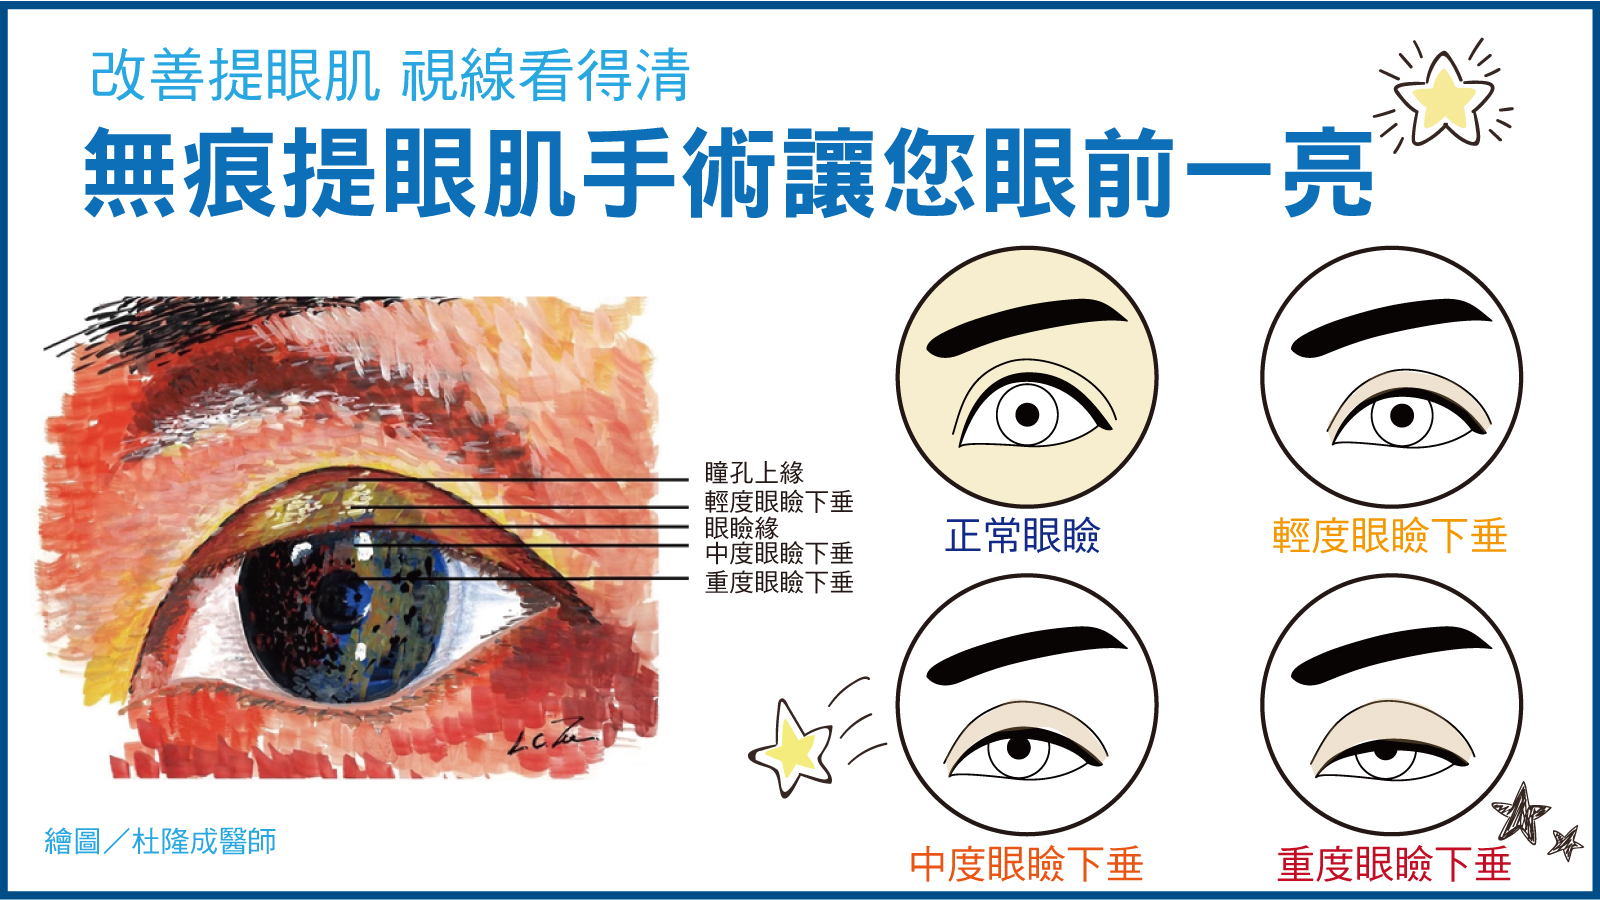 改善提眼肌 視線看得清
無痕提眼肌手術讓您眼前一亮
瞳孔上緣
輕度眼瞼下垂
眼瞼緣
中度眼瞼下垂
重度眼瞼下垂
正常眼瞼
輕度眼瞼下垂
中度眼瞼下垂
重度眼瞼下垂
繪圖／杜隆成醫師